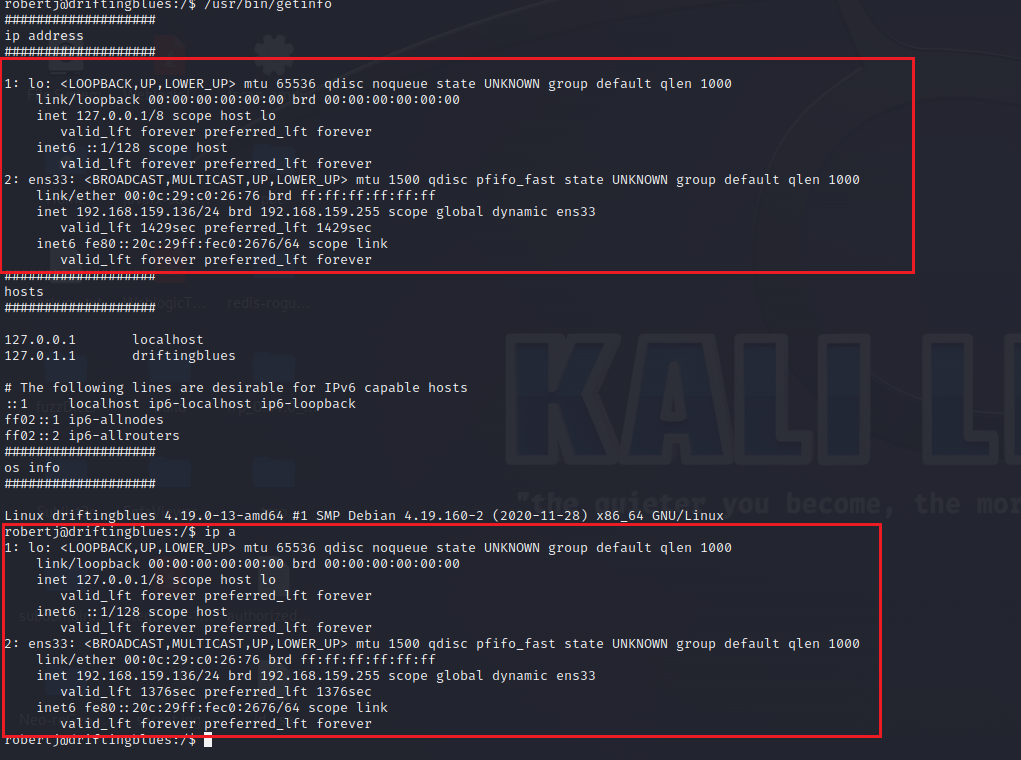 robertj@driftingblues:/$ /usr/bin/getinfo
###################
ip address
###################
1: lo: <LOOPBACK,UP,LOWER_UP> mtu 65536 qdisc noqueue state UNKNOWN group default qlen 1000
    link/loopback 00:00:00:00:00:00 brd 00:00:00:00:00:00
    inet 127.0.0.1/8 scope host lo
       valid_lft forever preferred_lft forever
    inet6 ::1/128 scope host
       valid_lft forever preferred_lft forever
2: ens33: <BROADCAST,MULTICAST,UP,LOWER_UP> mtu 1500 qdisc pfifo_fast state UNKNOWN group default qlen 1000
    link/ether 00:0c:29:c0:26:76 brd ff:ff:ff:ff:ff:ff
    inet 192.168.159.136/24 brd 192.168.159.255 scope global dynamic ens33
       valid_lft 1429sec preferred_lft 1429sec
    inet6 fe80::20c:29ff:fec0:2676/64 scope link
       valid_lft forever preferred_lft forever
###################
hosts
###################
redis-rogu...
127.0.0.1       localhost
127.0.1.1       driftingblues
KALI LI
# The following lines are desirable for IPv6 capable hosts
::1     localhost ip6-localhost ip6-loopback
ff02::1 ip6-allnodes
ff02::2 ip6-allrouters
###################
os info
###################
"the quieter you become, the mor
Linux driftingblues 4.19.0-13-amd64 #1 SMP Debian 4.19.160-2 (2020-11-28) x86_64 GNU/Linux
robertj@driftingblues:/$ ip a
1: lo: <LOOPBACK,UP,LOWER_UP> mtu 65536 qdisc noqueue state UNKNOWN group default qlen 1000
    link/loopback 00:00:00:00:00:00 brd 00:00:00:00:00:00
    inet 127.0.0.1/8 scope host lo
       valid_lft forever preferred_lft forever
    inet6 ::1/128 scope host
       valid_lft forever preferred_lft forever
2: ens33: <BROADCAST,MULTICAST,UP,LOWER_UP> mtu 1500 qdisc pfifo_fast state UNKNOWN group default qlen 1000
    link/ether 00:0c:29:c0:26:76 brd ff:ff:ff:ff:ff:ff
    inet 192.168.159.136/24 brd 192.168.159.255 scope global dynamic ens33
       valid_lft 1376sec preferred_lft 1376sec
    inet6 fe80::20c:29ff:fec0:2676/64 scope link
       valid_lft forever preferred_lft forever
robertj@driftingblues:/$